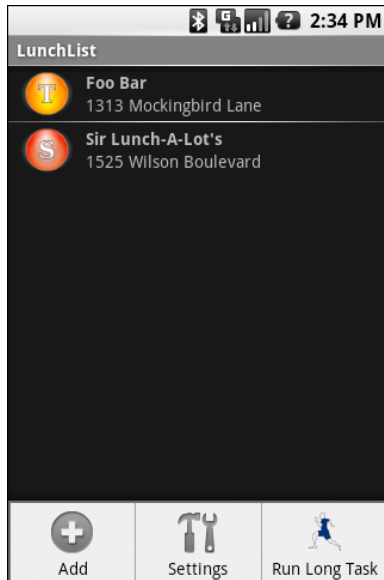 G ? 2:34 PM
LunchList
T
Foo Bar
1313 Mockingbird Lane
S
Sir Lunch-A-Lot's
1525 Wilson Boulevard
Add Settings Run Long Task